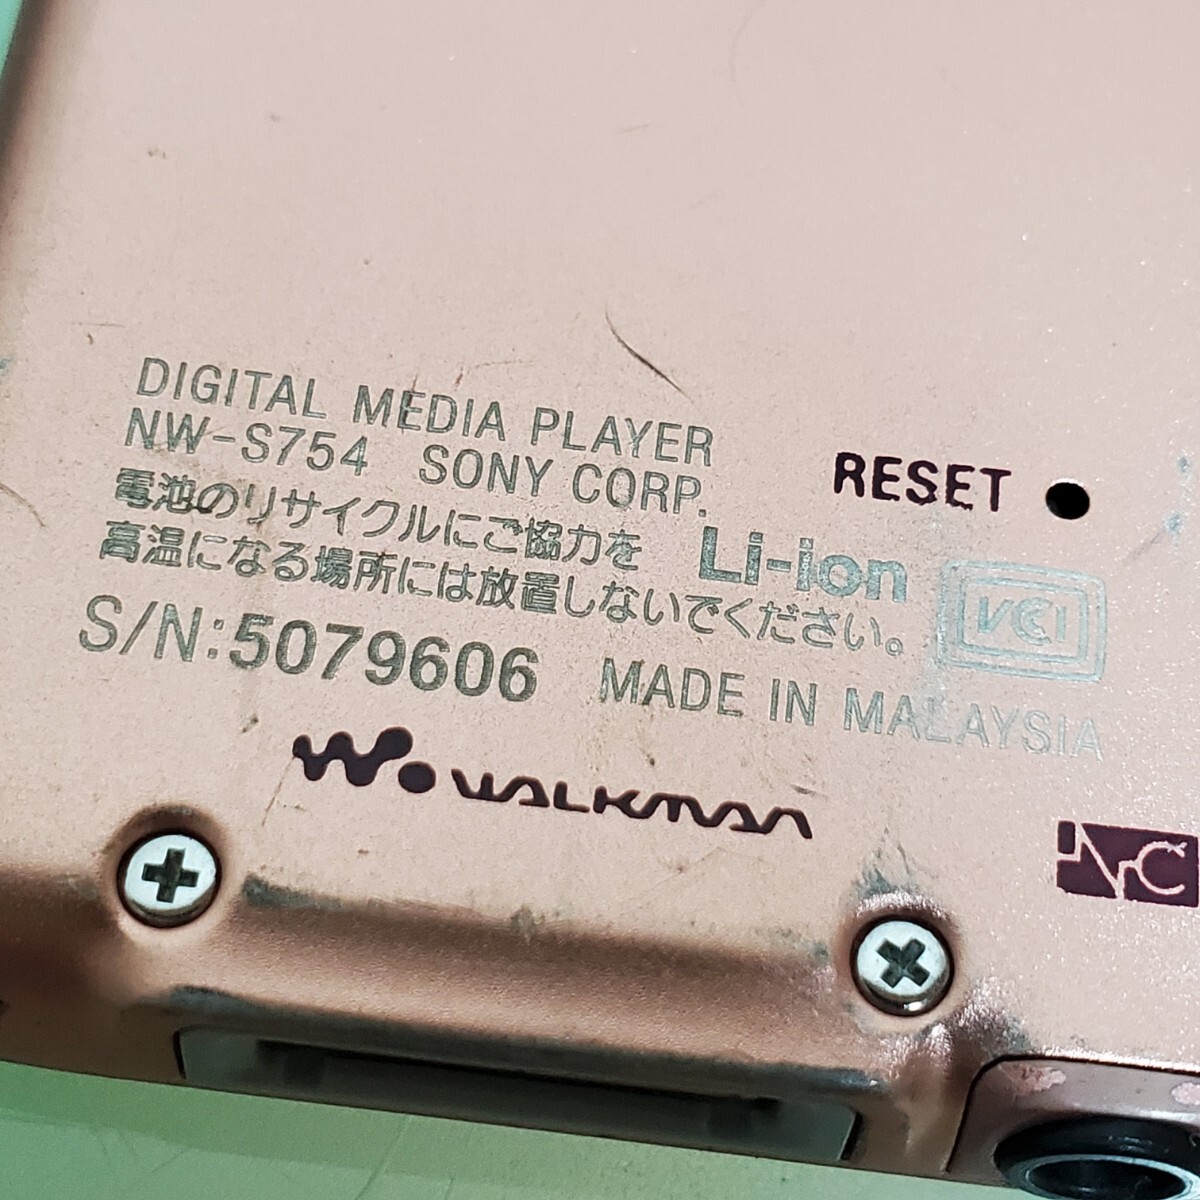 DIGITAL MEDIA PLAYER
NW-S754 SONY CORP.
RESET
電池のリサイクルにご協力を Li-ion
高温になる場所には放置しないでください。 VCCI
S/N:5079606 MADE IN MALAYSIA
WALKMAN
NC